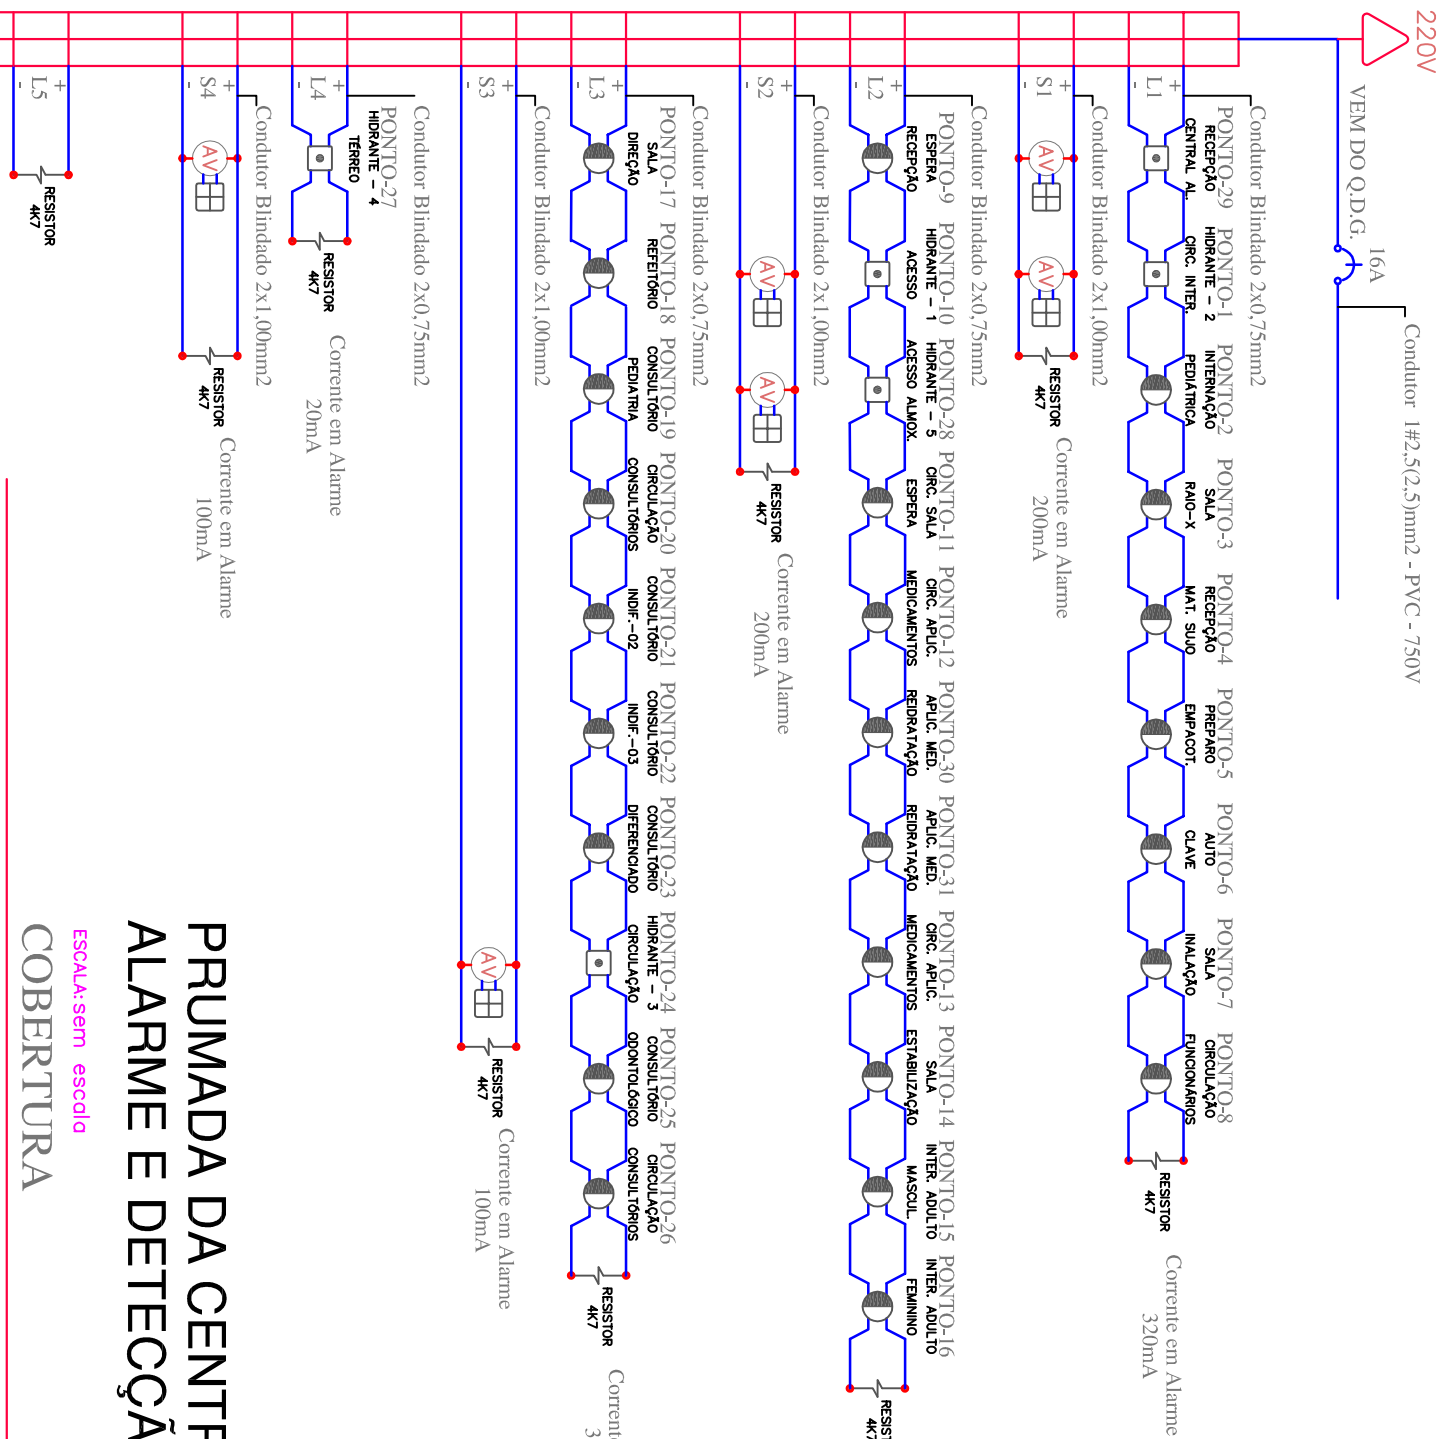 220V
VEM DO Q.D.G.
16A
Condutor 1#2,5(2,5)mm2 - PVC - 750V
+
L1
-
Condutor Blindado 2x0,75mm2
PONTO-29
RECEPÇÃO
CENTRAL AL.
PONTO-1
HIDRANTE - 2
CIRC. INTER.
PONTO-2
INTERNAÇÃO
PEDIÁTRICA
PONTO-3
SALA
RAIO-X
PONTO-4
RECEPÇÃO
MAT. SUJO
PONTO-5
PREPARO
EMPACOT.
PONTO-6
AUTO
CLAVE
PONTO-7
SALA
INALAÇÃO
PONTO-8
CIRCULAÇÃO
FUNCIONÁRIOS
RESISTOR
4K7
Corrente em Alarme
320mA
+
S1
-
Condutor Blindado 2x1,00mm2
AV
AV
RESISTOR
4K7
Corrente em Alarme
200mA
+
L2
-
Condutor Blindado 2x0,75mm2
PONTO-9
ESPERA
RECEPÇÃO
PONTO-10
HIDRANTE - 1
ACESSO
PONTO-28
HIDRANTE - 5
ACESSO ALMOX.
PONTO-11
CIRC. SALA
ESPERA
PONTO-12
CIRC. APLIC.
MEDICAMENTOS
PONTO-30
APLIC. MED.
REIDRATAÇÃO
PONTO-31
APLIC. MED.
REIDRATAÇÃO
PONTO-13
CIRC. APLIC.
MEDICAMENTOS
PONTO-14
SALA
ESTABILIZAÇÃO
PONTO-15
INTER. ADULTO
MASCUL.
PONTO-16
INTER. ADULTO
FEMININO
RESIST
4K7
+
S2
-
Condutor Blindado 2x1,00mm2
AV
AV
RESISTOR
4K7
Corrente em Alarme
200mA
+
L3
-
Condutor Blindado 2x0,75mm2
PONTO-17
SALA
DIREÇÃO
PONTO-18
REFEITÓRIO
PONTO-19
CONSULTÓRIO
PEDIATRIA
PONTO-20
CIRCULAÇÃO
CONSULTÓRIOS
PONTO-21
CONSULTÓRIO
INDIF.-02
PONTO-22
CONSULTÓRIO
INDIF.-03
PONTO-23
CONSULTÓRIO
DIFERENCIADO
PONTO-24
HIDRANTE - 3
CIRCULAÇÃO
PONTO-25
CONSULTÓRIO
ODONTOLÓGICO
PONTO-26
CIRCULAÇÃO
CONSULTÓRIOS
RESISTOR
4K7
Corrent
3
+
S3
-
Condutor Blindado 2x1,00mm2
AV
RESISTOR
4K7
Corrente em Alarme
100mA
+
L4
-
Condutor Blindado 2x0,75mm2
PONTO-27
HIDRANTE - 4
TÉRREO
RESISTOR
4K7
Corrente em Alarme
20mA
+
S4
-
Condutor Blindado 2x1,00mm2
AV
RESISTOR
4K7
Corrente em Alarme
100mA
+
L5
-
RESISTOR
4K7
PRUMADA DA CENTR
ALARME E DETECÇÃ
ESCALA: sem escala
COBERTURA